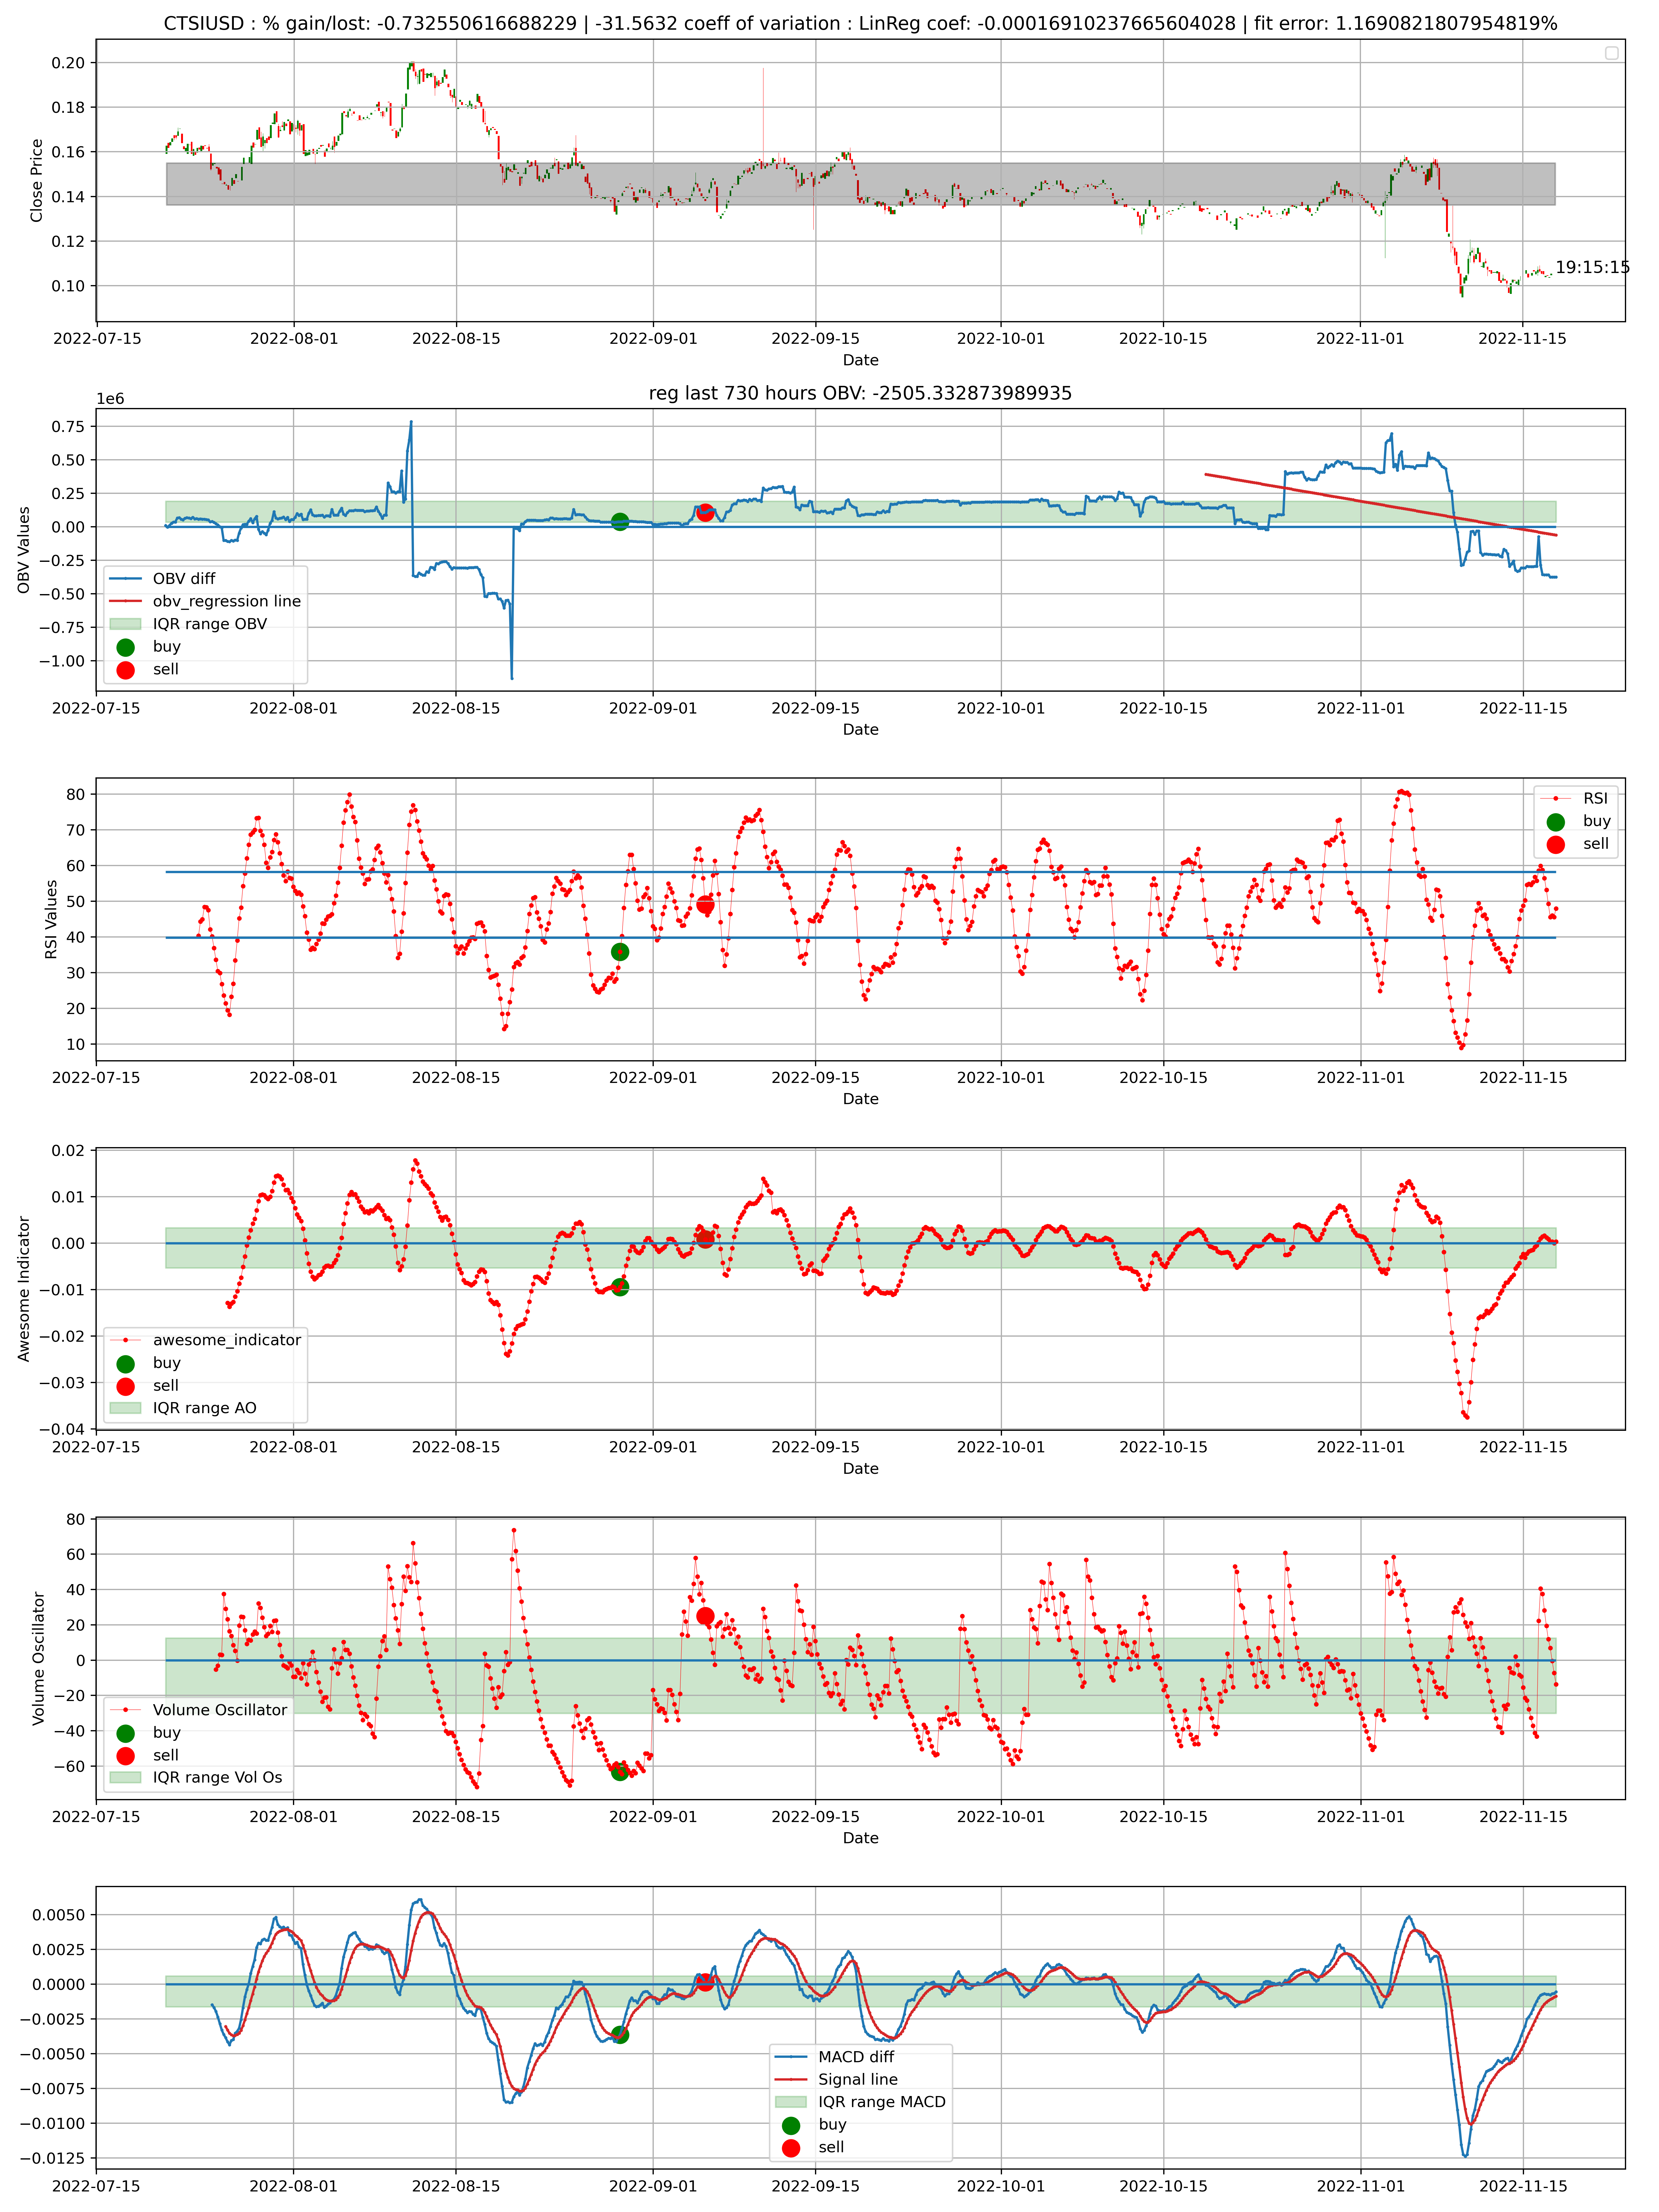 CTSIUSD : % gain/lost: -0.732550616688229 | -31.5632 coeff of variation : LinReg coef: -0.00016910237665604028 | fit error: 1.1690821807954819%
0.20
0.18
0.16
0.14
0.12
0.10
Close Price
19:15:15
2022-07-15 2022-08-01 2022-08-15 2022-09-01 2022-09-15 2022-10-01 2022-10-15 2022-11-01 2022-11-15
Date
reg last 730 hours OBV: -2505.332873989935
1e6
0.75
0.50
0.25
0.00
−0.25
−0.50
−0.75
−1.00
OBV Values
OBV diff
obv_regression line
IQR range OBV
buy
sell
2022-07-15 2022-08-01 2022-08-15 2022-09-01 2022-09-15 2022-10-01 2022-10-15 2022-11-01 2022-11-15
Date
80
70
60
50
40
30
20
10
RSI Values
RSI
buy
sell
2022-07-15 2022-08-01 2022-08-15 2022-09-01 2022-09-15 2022-10-01 2022-10-15 2022-11-01 2022-11-15
Date
0.02
0.01
0.00
−0.01
−0.02
−0.03
−0.04
Awesome Indicator
awesome_indicator
buy
sell
IQR range AO
2022-07-15 2022-08-01 2022-08-15 2022-09-01 2022-09-15 2022-10-01 2022-10-15 2022-11-01 2022-11-15
Date
80
60
40
20
0
−20
−40
−60
Volume Oscillator
Volume Oscillator
buy
sell
IQR range Vol Os
2022-07-15 2022-08-01 2022-08-15 2022-09-01 2022-09-15 2022-10-01 2022-10-15 2022-11-01 2022-11-15
Date
0.0050
0.0025
0.0000
−0.0025
−0.0050
−0.0075
−0.0100
−0.0125
MACD diff
Signal line
IQR range MACD
buy
sell
2022-07-15 2022-08-01 2022-08-15 2022-09-01 2022-09-15 2022-10-01 2022-10-15 2022-11-01 2022-11-15